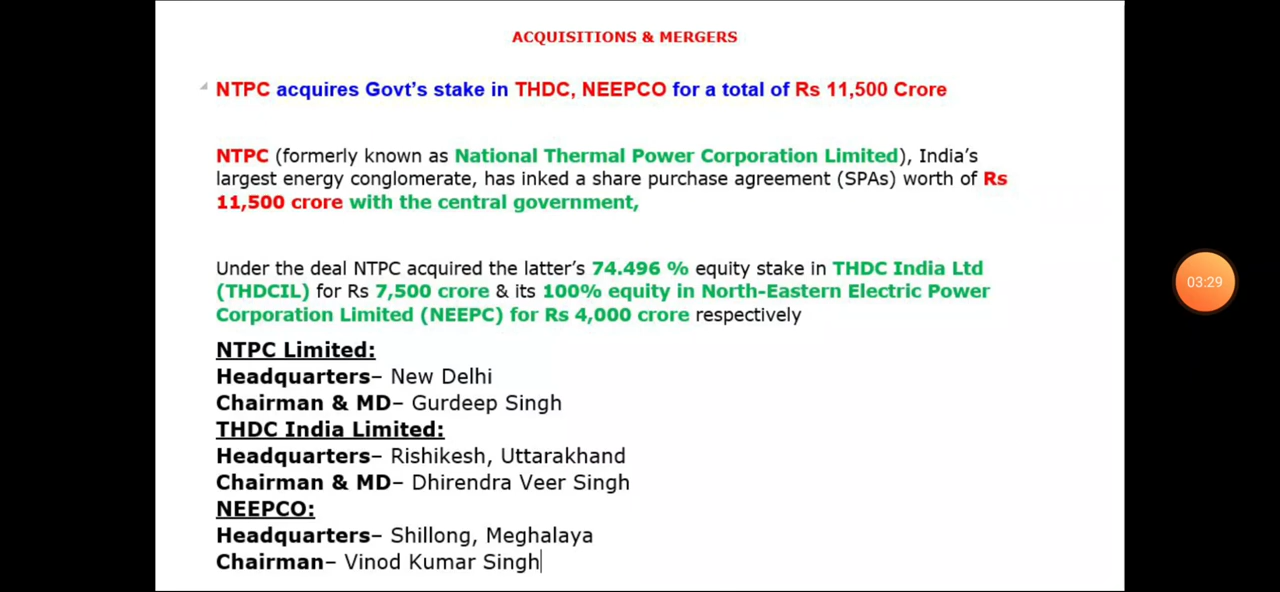 ACQUISITIONS & MERGERS
NTPC acquires Govt’s stake in THDC, NEEPCO for a total of Rs 11,500 Crore
NTPC (formerly known as National Thermal Power Corporation Limited), India’s
largest energy conglomerate, has inked a share purchase agreement (SPAs) worth of Rs
11,500 crore with the central government,
Under the deal NTPC acquired the latter’s 74.496 % equity stake in THDC India Ltd
(THDCIL) for Rs 7,500 crore & its 100% equity in North-Eastern Electric Power
Corporation Limited (NEEPC) for Rs 4,000 crore respectively
NTPC Limited:
Headquarters– New Delhi
Chairman & MD– Gurdeep Singh
THDC India Limited:
Headquarters– Rishikesh, Uttarakhand
Chairman & MD– Dhirendra Veer Singh
NEEPCO:
Headquarters– Shillong, Meghalaya
Chairman– Vinod Kumar Singh
03:29